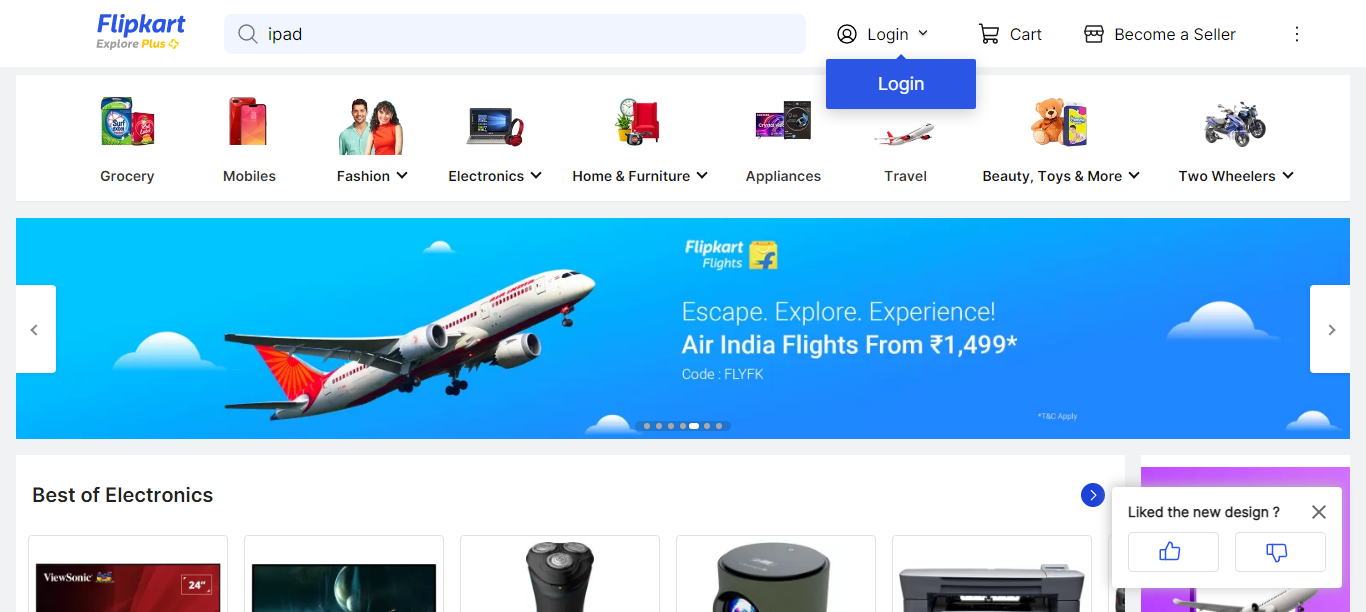 Flipkart
Explore Plus
ipad
Login
Cart
Become a Seller
Login
Grocery
Mobiles
Fashion
Electronics
Home & Furniture
Appliances
Travel
Beauty, Toys & More
Two Wheelers
Flipkart
Flights
Escape. Explore. Experience!
Air India Flights From ₹1,499*
Code : FLYFK
*T&C Apply
AIR INDIA
Best of Electronics
Liked the new design ?
ViewSonic
24"